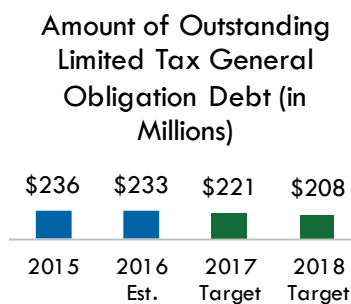 Amount of Outstanding
Limited Tax General
Obligation Debt (in
Millions)
$236 $233 $221 $208
2015 2016 2017 2018
Est. Target Target